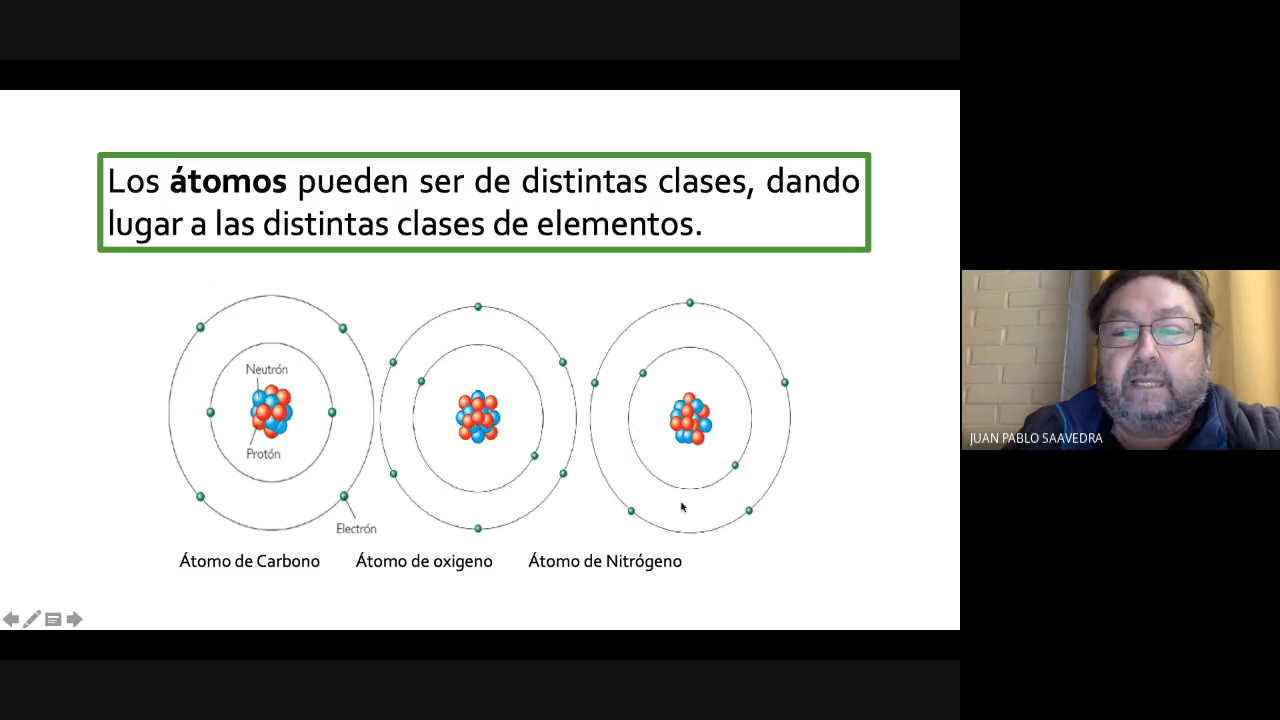 Los átomos pueden ser de distintas clases, dando
lugar a las distintas clases de elementos.
Neutrón
Protón
Electrón
Átomo de Carbono
Átomo de oxigeno
Átomo de Nitrógeno
JUAN PABLO SAAVEDRA